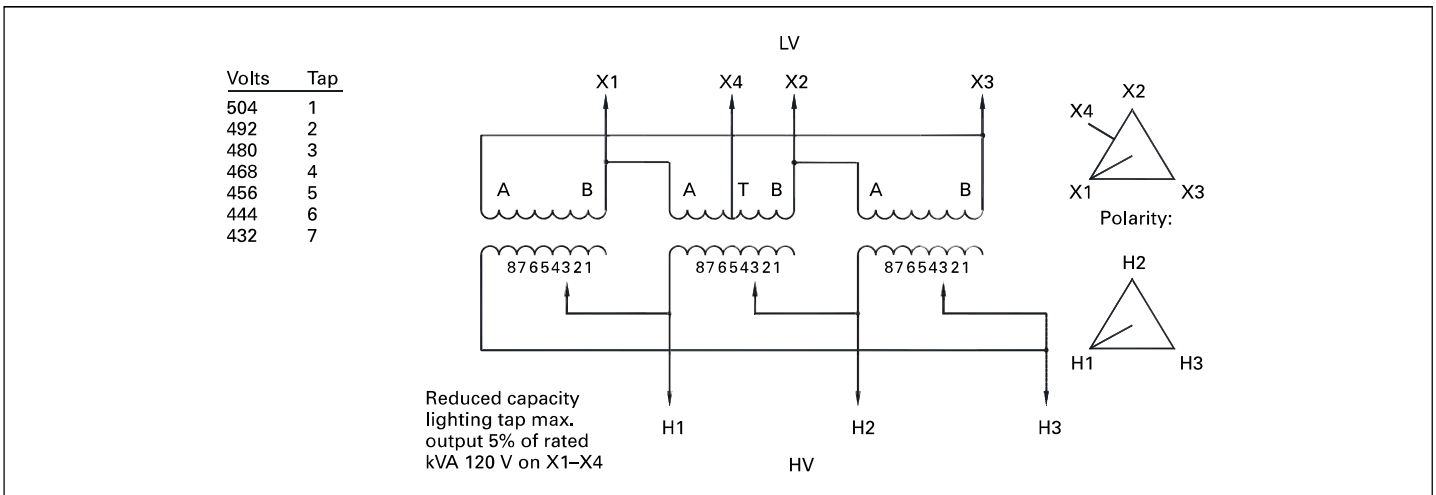 LV
Volts Tap
504 1
492 2
480 3
468 4
456 5
444 6
432 7
X1 X4 X2 X3
A B A T B A B
87654321 87654321 87654321
H1 H2 H3
HV
Reduced capacity
lighting tap max.
output 5% of rated
kVA 120 V on X1–X4
X2
X4
X1 X3
Polarity:
H2
H1 H3